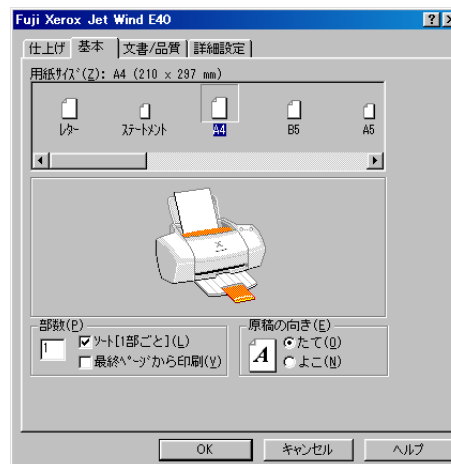 Fuji Xerox Jet Wind E40
仕上げ 基本 文書/品質 詳細設定
用紙ｻｲｽﾞ(Z): A4 (210 × 297 mm)
ﾚﾀｰ ｽﾃｰﾄﾒﾝﾄ A4 B5 A5
部数(P)
1
ｿｰﾄ[1部ごと](L)
最終ﾍﾟｰｼﾞから印刷(V)
原稿の向き(E)
A
たて(O)
よこ(N)
OK キャンセル ヘルプ